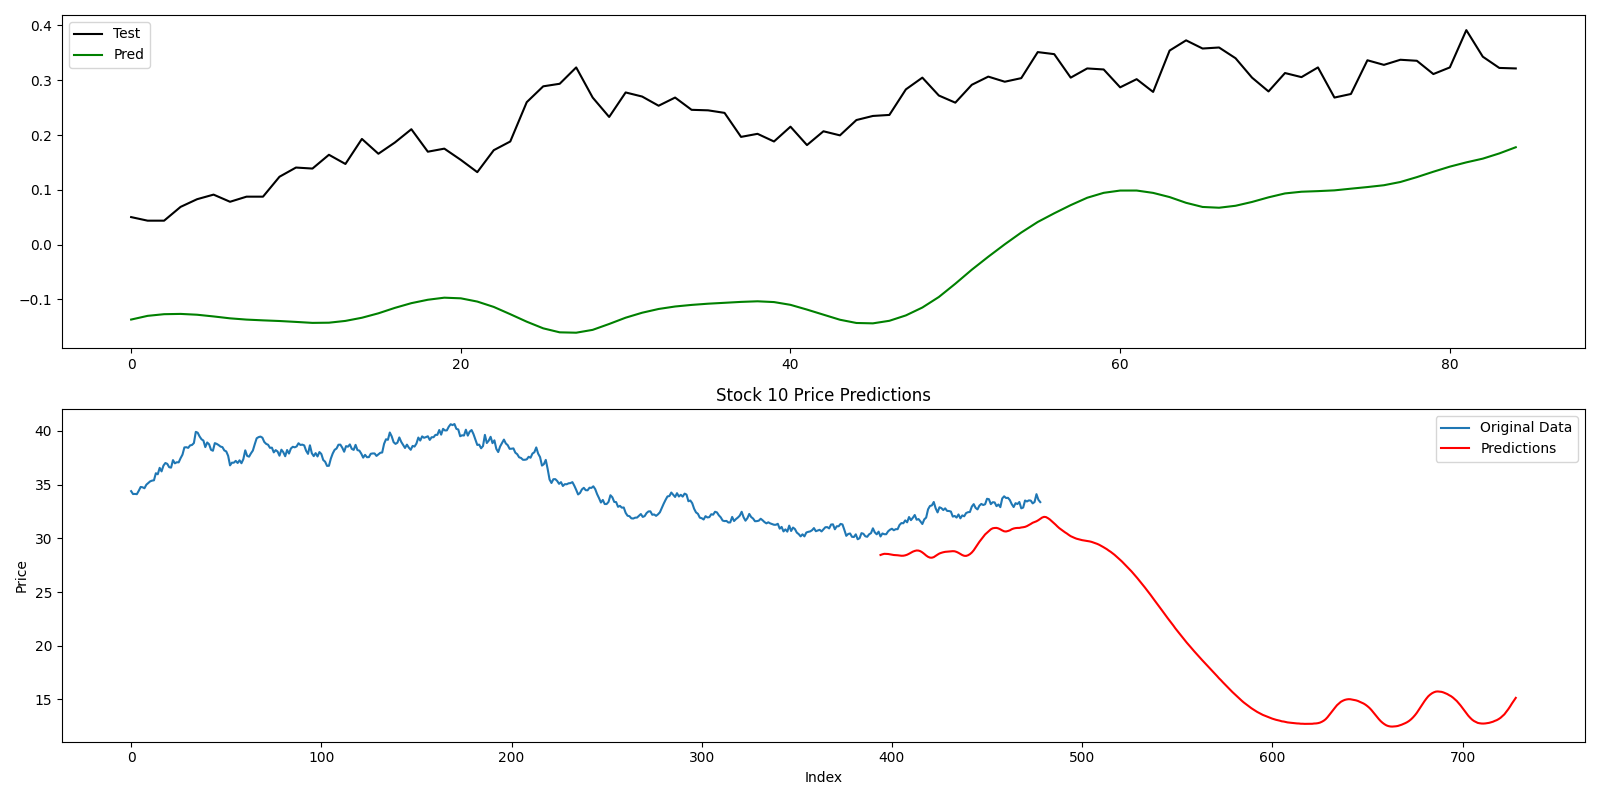 0.4
0.3
0.2
0.1
0.0
−0.1
Test
Pred
0 20 40 60 80
Stock 10 Price Predictions
40
35
30
25
20
15
Price
Original Data
Predictions
0 100 200 300 400 500 600 700
Index